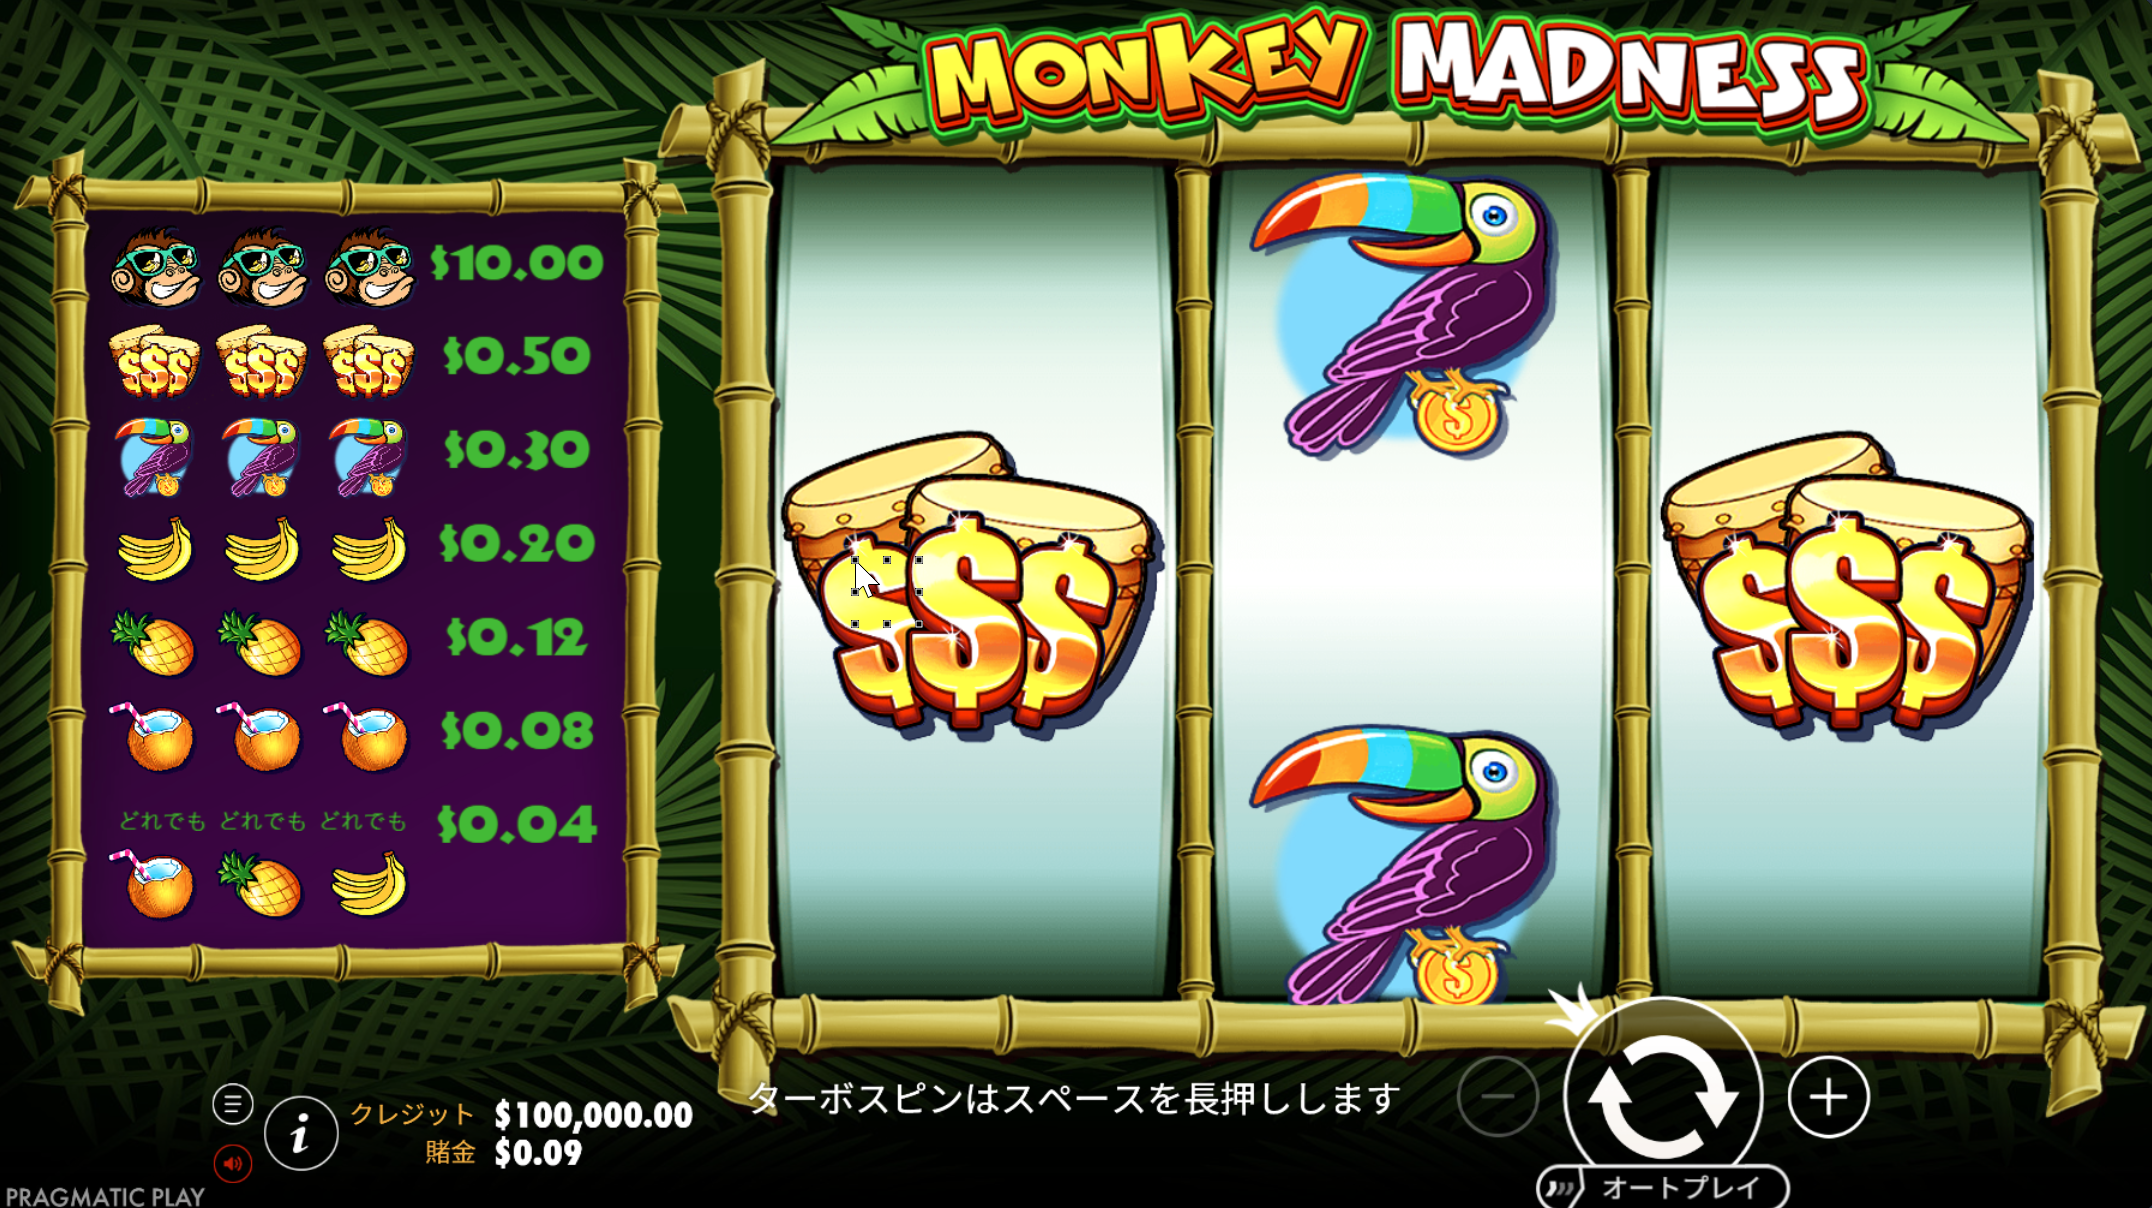 MONKEY MADNESS
$10.00
$0.50
$0.30
$0.20
$0.12
$0.08
どれでも どれでも どれでも $0.04
$$$ $$$
ターボスピンはスペースを長押しします
クレジット $100,000.00
賭金 $0.09
オートプレイ
PRAGMATIC PLAY